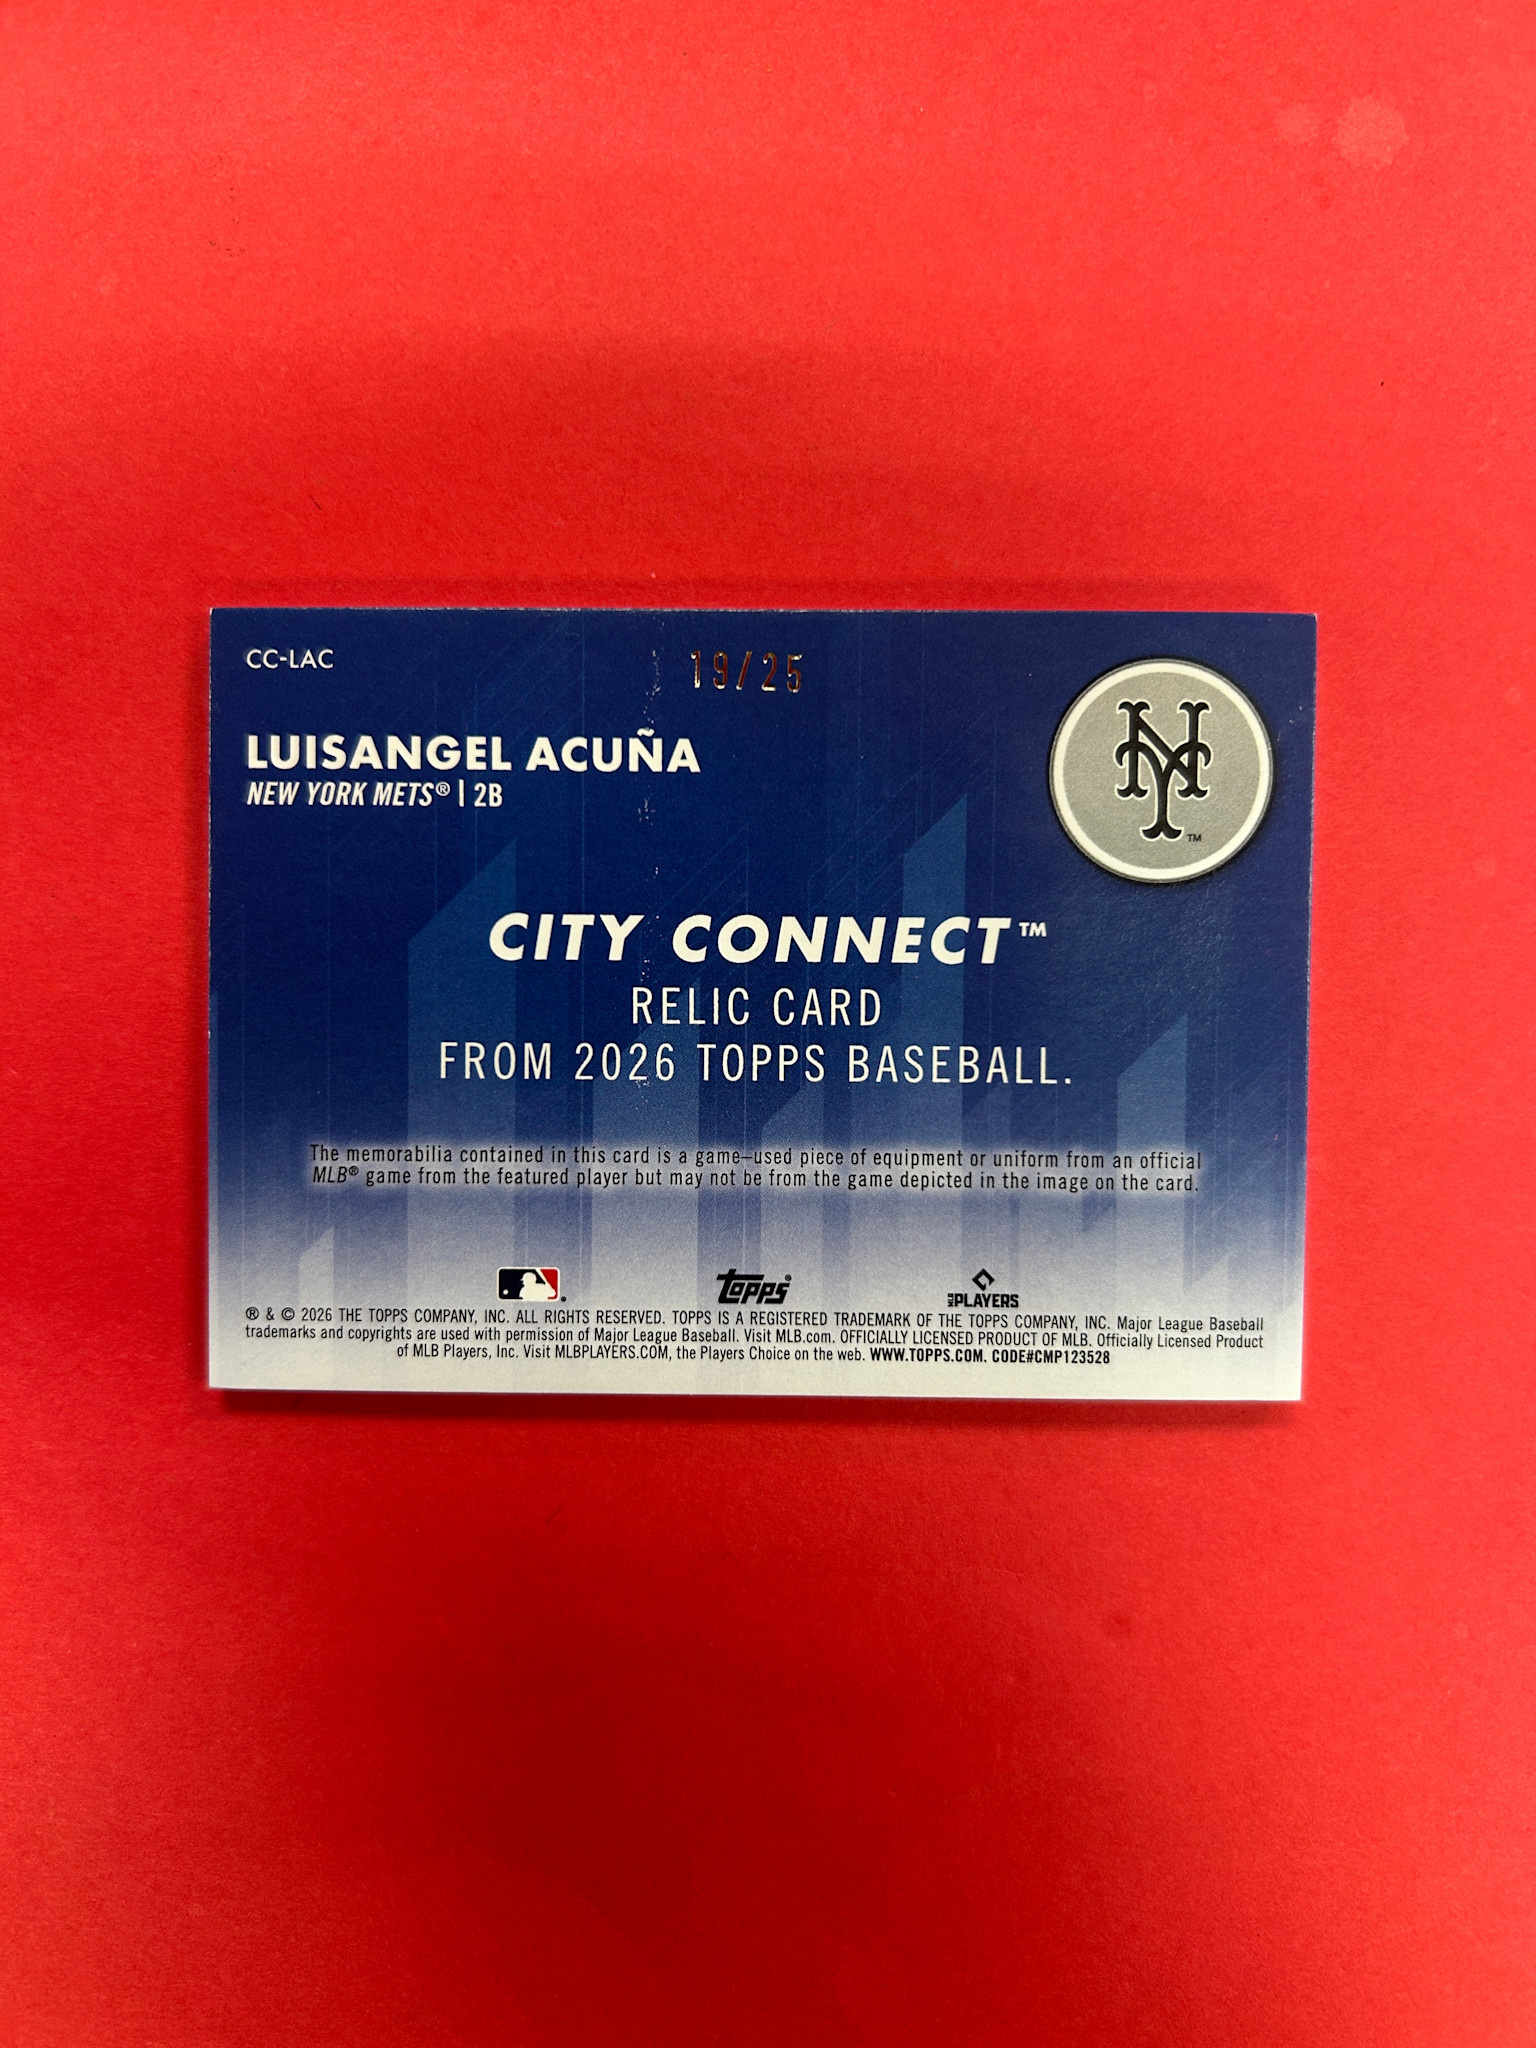 CC-LAC
19/25
LUISANGEL ACUÑA
NEW YORK METS® | 2B
NY
™
CITY CONNECT™
RELIC CARD
FROM 2026 TOPPS BASEBALL.
The memorabilia contained in this card is a game-used piece of equipment or uniform from an official
MLB® game from the featured player but may not be from the game depicted in the image on the card.
topps®
MLB PLAYERS
® & © 2026 THE TOPPS COMPANY, INC. ALL RIGHTS RESERVED. TOPPS IS A REGISTERED TRADEMARK OF THE TOPPS COMPANY, INC. Major League Baseball
trademarks and copyrights are used with permission of Major League Baseball. Visit MLB.com. OFFICIALLY LICENSED PRODUCT OF MLB. Officially Licensed Product
of MLB Players, Inc. Visit MLBPLAYERS.COM, the Players Choice on the web. WWW.TOPPS.COM. CODE#CMP123528